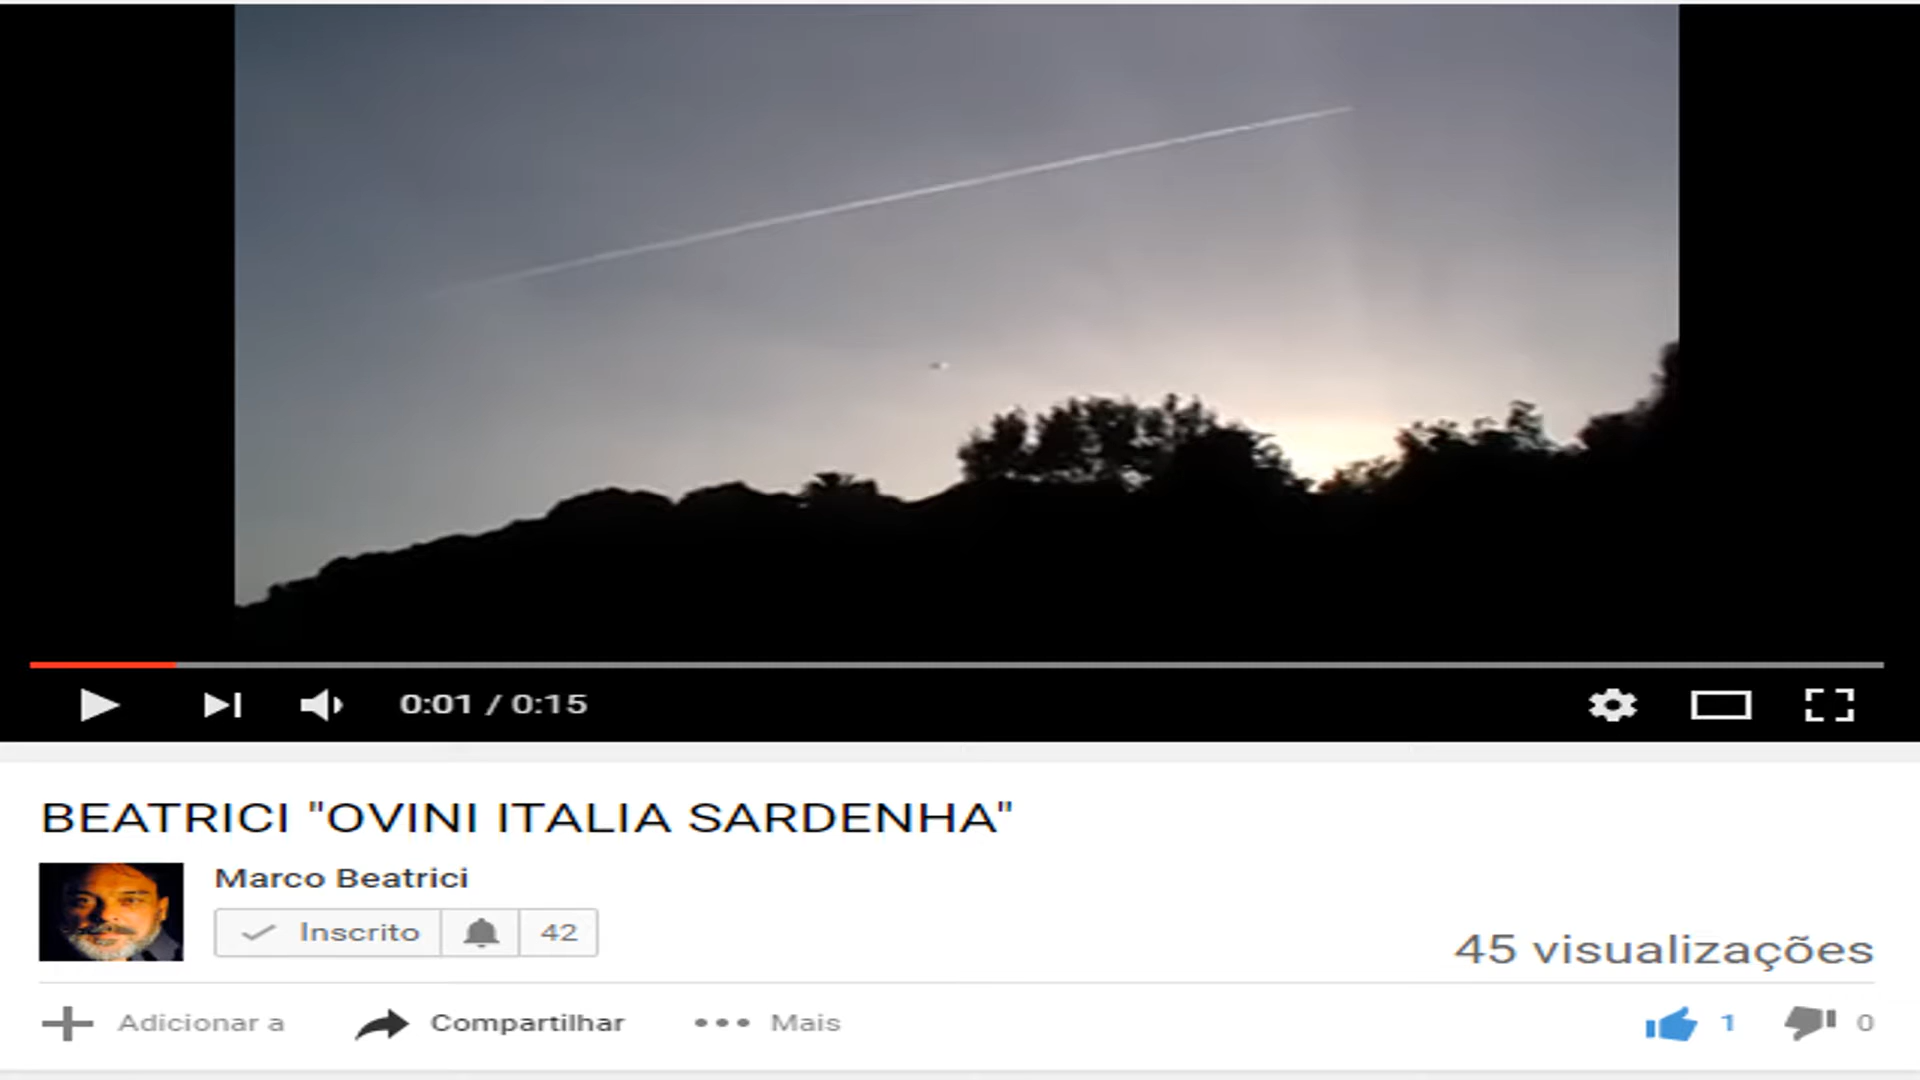 0:01 / 0:15
BEATRICI "OVINI ITALIA SARDENHA"
Marco Beatrici
Inscrito 42
45 visualizações
Adicionar a Compartilhar Mais 1 0